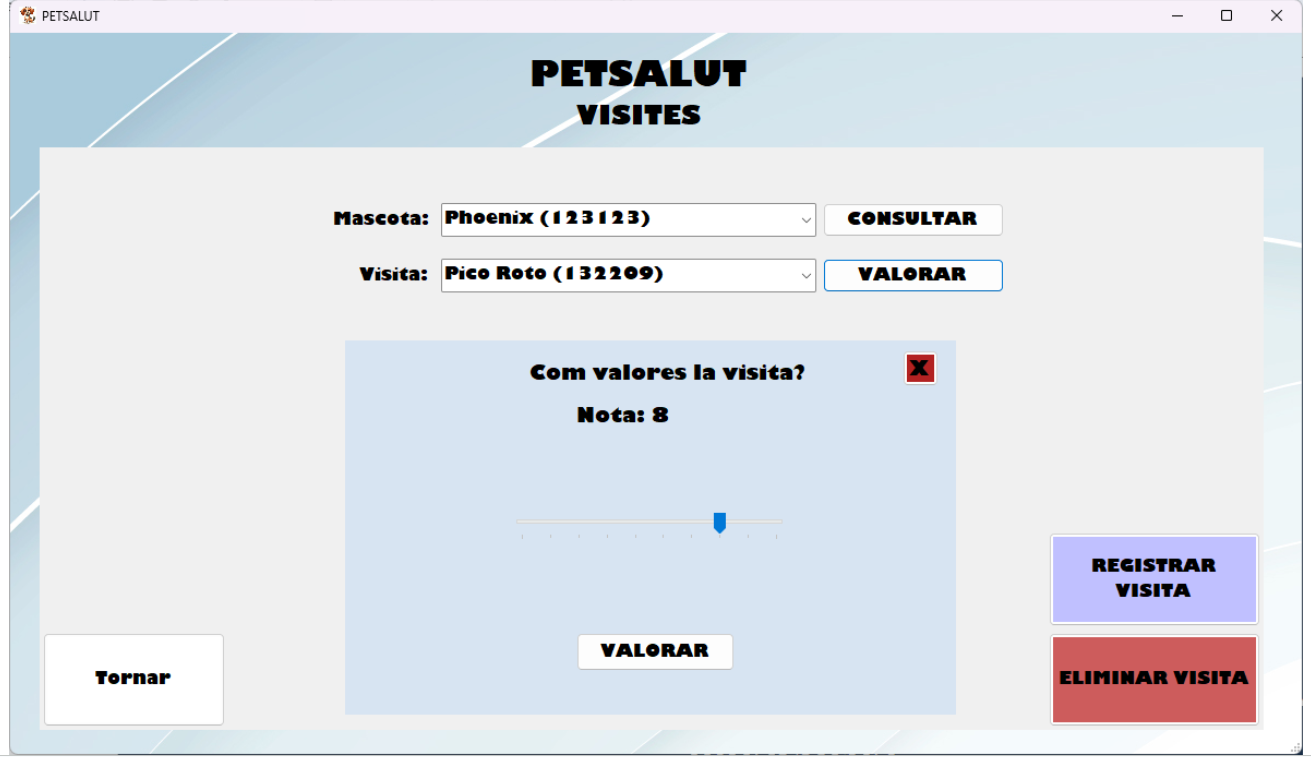 PETSALUT
PETSALUT
VISITES
Mascota: Phoenix (123123) CONSULTAR
Visita: Pico Roto (132209) VALORAR
Com valores la visita? X
Nota: 8
REGISTRAR
VISITA
VALORAR
Tornar
ELIMINAR VISITA